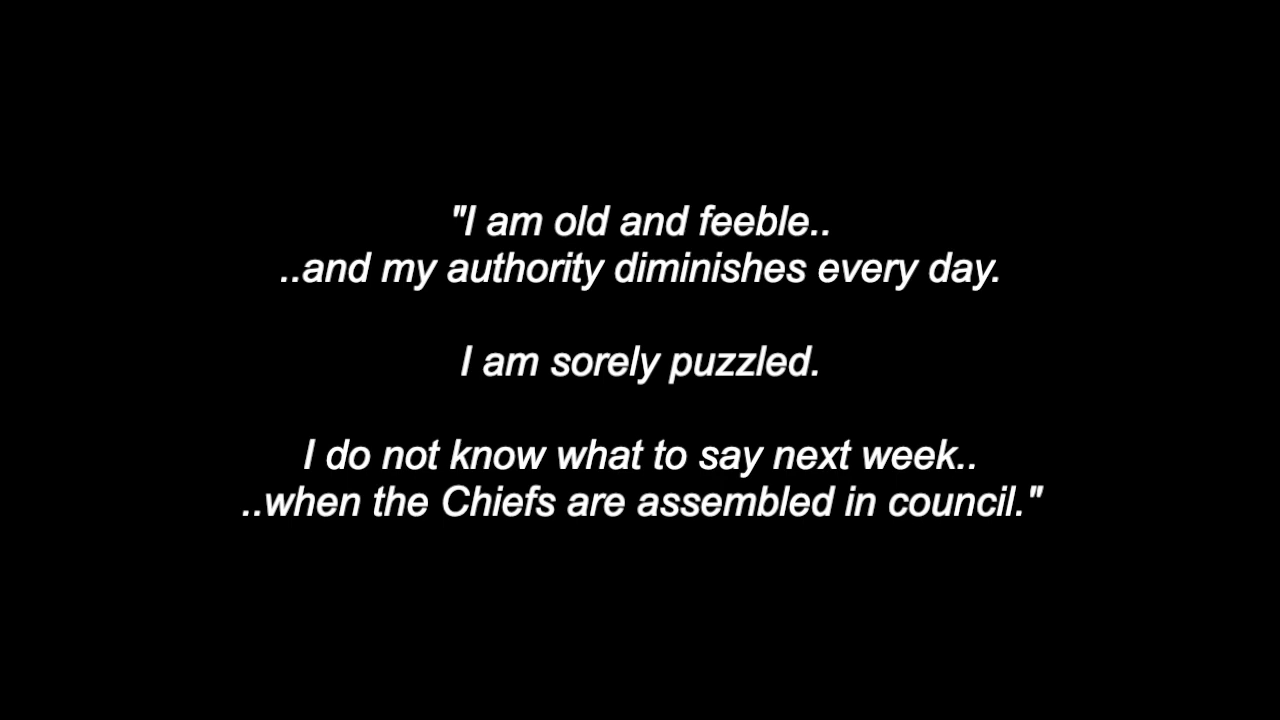 "I am old and feeble..
..and my authority diminishes every day.
I am sorely puzzled.
I do not know what to say next week..
..when the Chiefs are assembled in council."